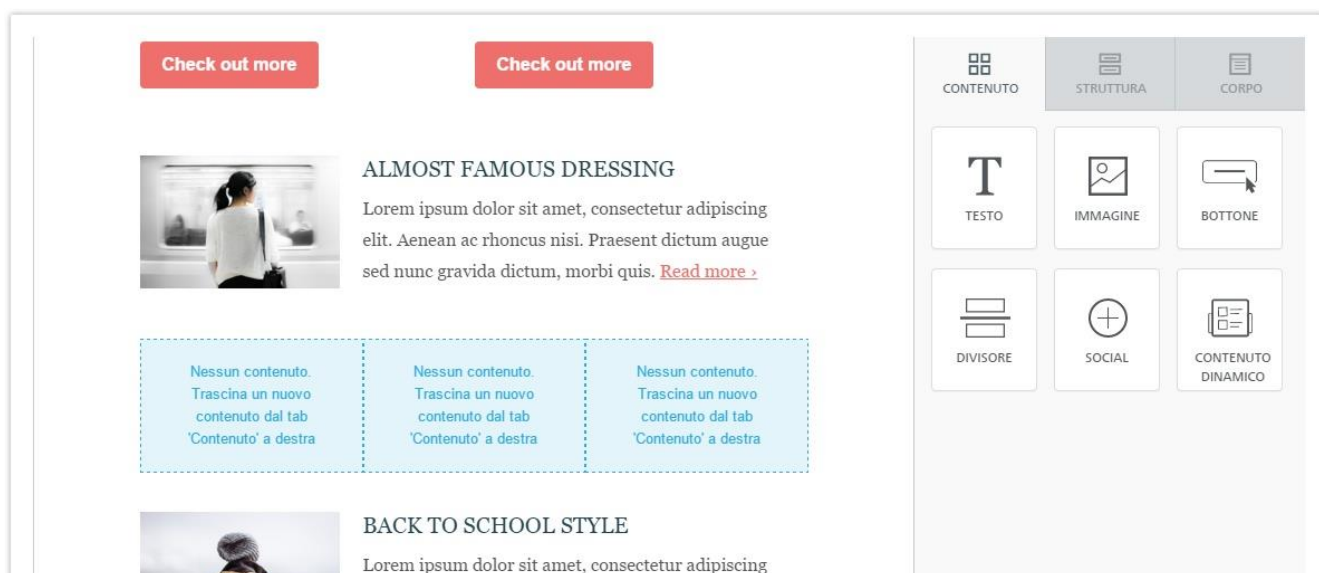 Check out more
Check out more
ALMOST FAMOUS DRESSING
Lorem ipsum dolor sit amet, consectetur adipiscing
elit. Aenean ac rhoncus nisi. Praesent dictum augue
sed nunc gravida dictum, morbi quis. Read more ›
Nessun contenuto.
Trascina un nuovo
contenuto dal tab
'Contenuto' a destra
Nessun contenuto.
Trascina un nuovo
contenuto dal tab
'Contenuto' a destra
Nessun contenuto.
Trascina un nuovo
contenuto dal tab
'Contenuto' a destra
BACK TO SCHOOL STYLE
Lorem ipsum dolor sit amet, consectetur adipiscing
CONTENUTO
STRUTTURA
CORPO
TESTO
IMMAGINE
BOTTONE
DIVISORE
SOCIAL
CONTENUTO
DINAMICO